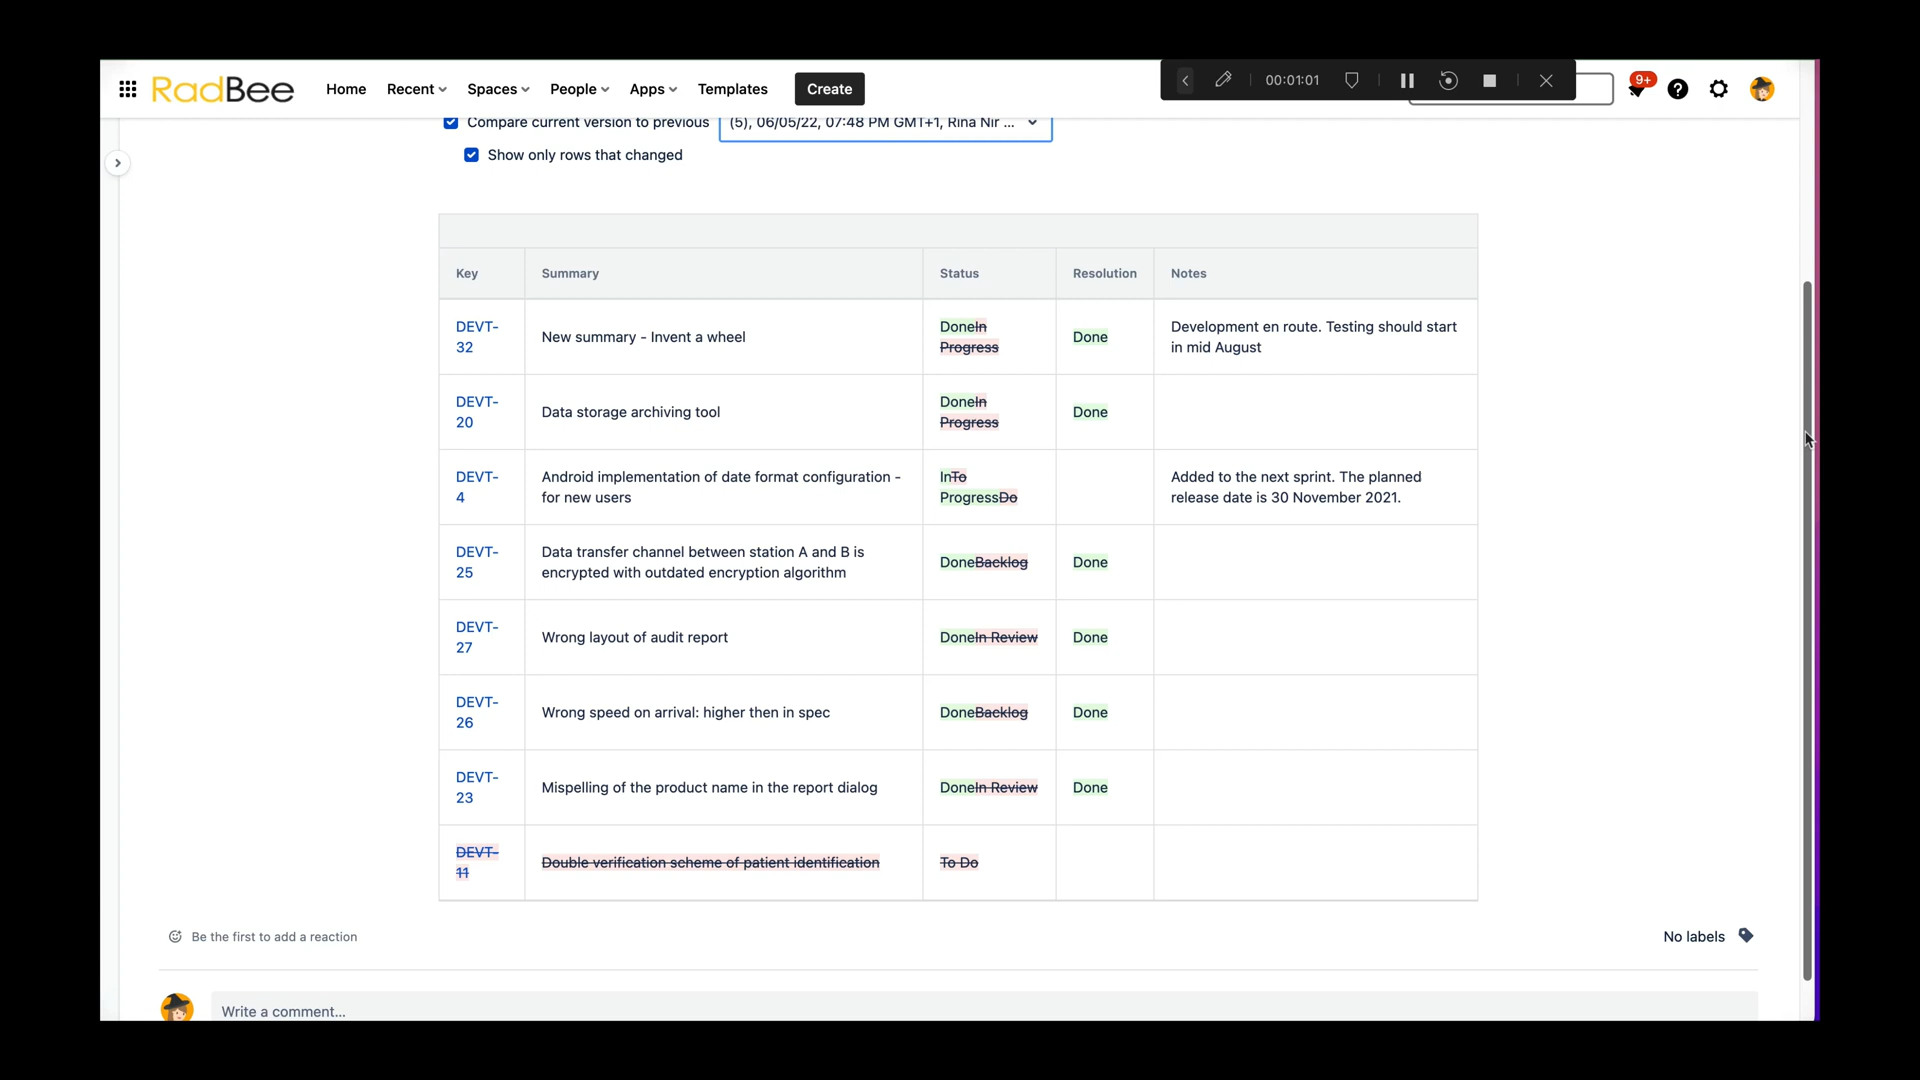 RadBee Home Recent Spaces People Apps Templates Create 00:01:01 9+
Compare current version to previous (5), 06/05/22, 07:48 PM GMT+1, Rina Nir ...
Show only rows that changed
Key Summary Status Resolution Notes
DEVT-
32
New summary - Invent a wheel
DoneIn
Progress
Done
Development en route. Testing should start
in mid August
DEVT-
20
Data storage archiving tool
DoneIn
Progress
Done
DEVT-
4
Android implementation of date format configuration -
for new users
InTo
ProgressDo
Added to the next sprint. The planned
release date is 30 November 2021.
DEVT-
25
Data transfer channel between station A and B is
encrypted with outdated encryption algorithm
DoneBacklog
Done
DEVT-
27
Wrong layout of audit report
DoneIn Review
Done
DEVT-
26
Wrong speed on arrival: higher then in spec
DoneBacklog
Done
DEVT-
23
Mispelling of the product name in the report dialog
DoneIn Review
Done
DEVT-
11
Double verification scheme of patient identification
To Do
Be the first to add a reaction
No labels
Write a comment...